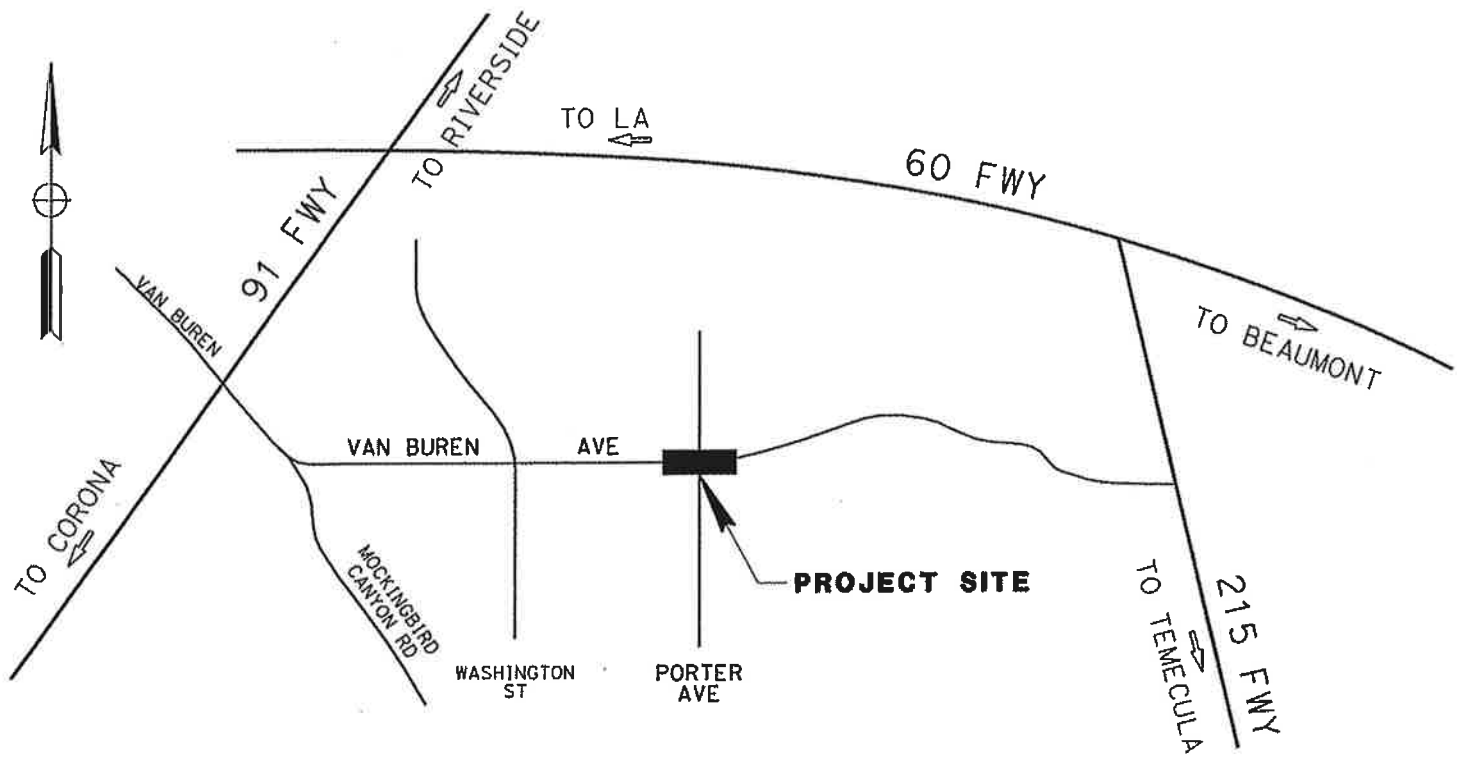 TO RIVERSIDE
TO LA
60 FWY
91 FWY
VAN BUREN
TO BEAUMONT
VAN BUREN AVE
TO CORONA
MOCKINGBIRD
CANYON RD
PROJECT SITE
WASHINGTON
ST
PORTER
AVE
TO TEMECULA
215 FWY